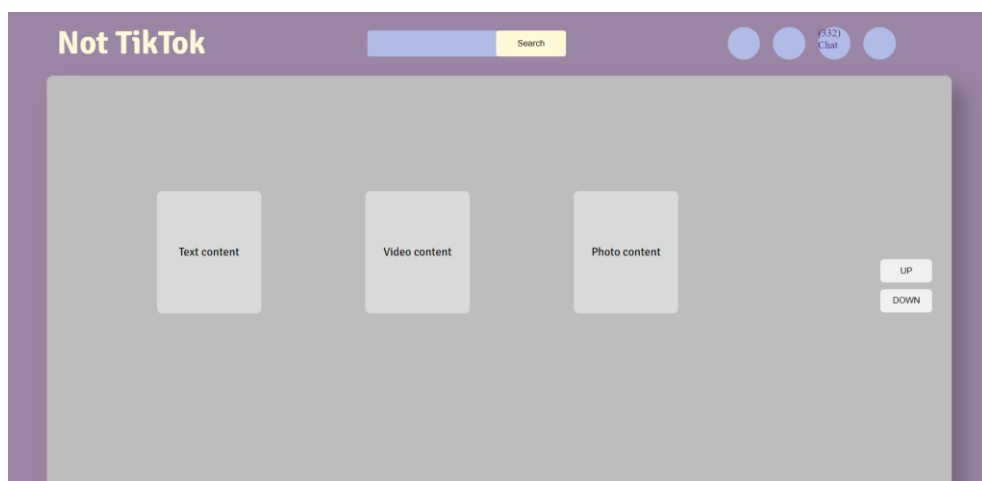 Not TikTok
Search
(332)
Chat
Text content
Video content
Photo content
UP
DOWN